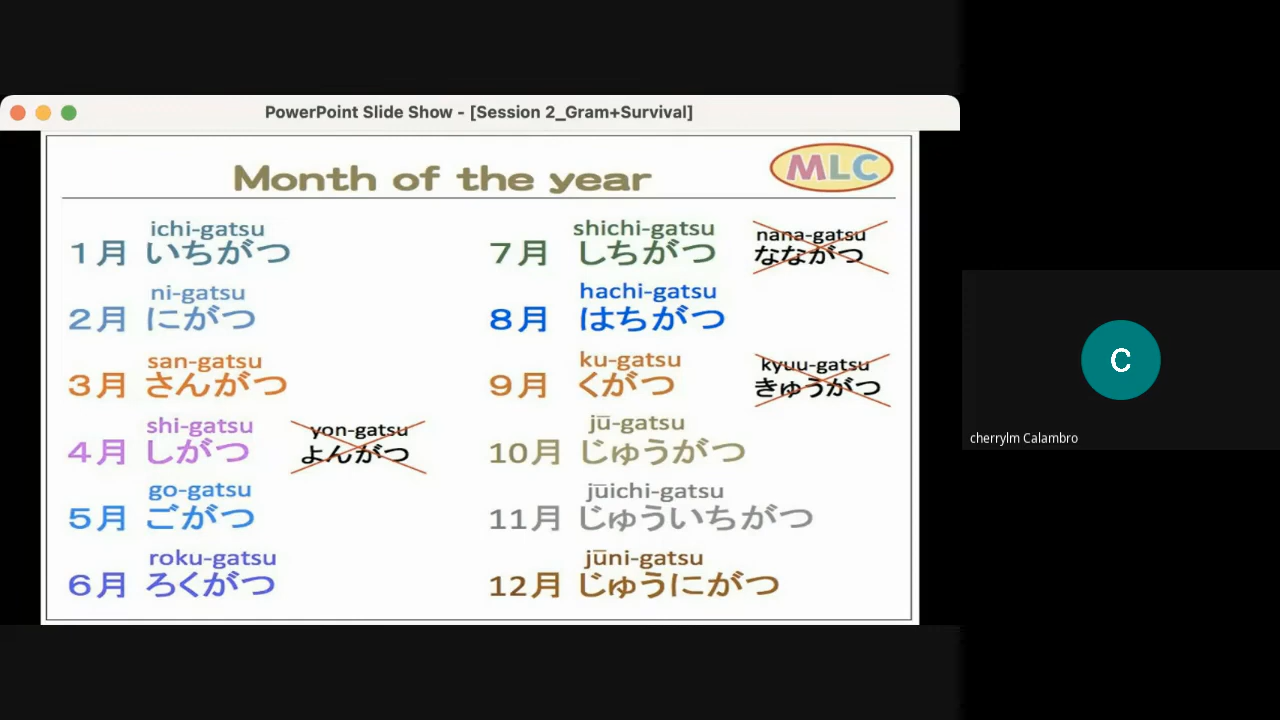 PowerPoint Slide Show - [Session 2_Gram+Survival]
Month of the year
MLC
ichi-gatsu
1月 いちがつ
ni-gatsu
2月 にがつ
san-gatsu
3月 さんがつ
shi-gatsu
4月 しがつ
yon-gatsu
よんがつ
go-gatsu
5月 ごがつ
roku-gatsu
6月 ろくがつ
shichi-gatsu
7月 しちがつ
nana-gatsu
なながつ
hachi-gatsu
8月 はちがつ
ku-gatsu
9月 くがつ
kyuu-gatsu
きゅうがつ
jū-gatsu
10月 じゅうがつ
jūichi-gatsu
11月 じゅういちがつ
jūni-gatsu
12月 じゅうにがつ
C
cherrylm Calambro